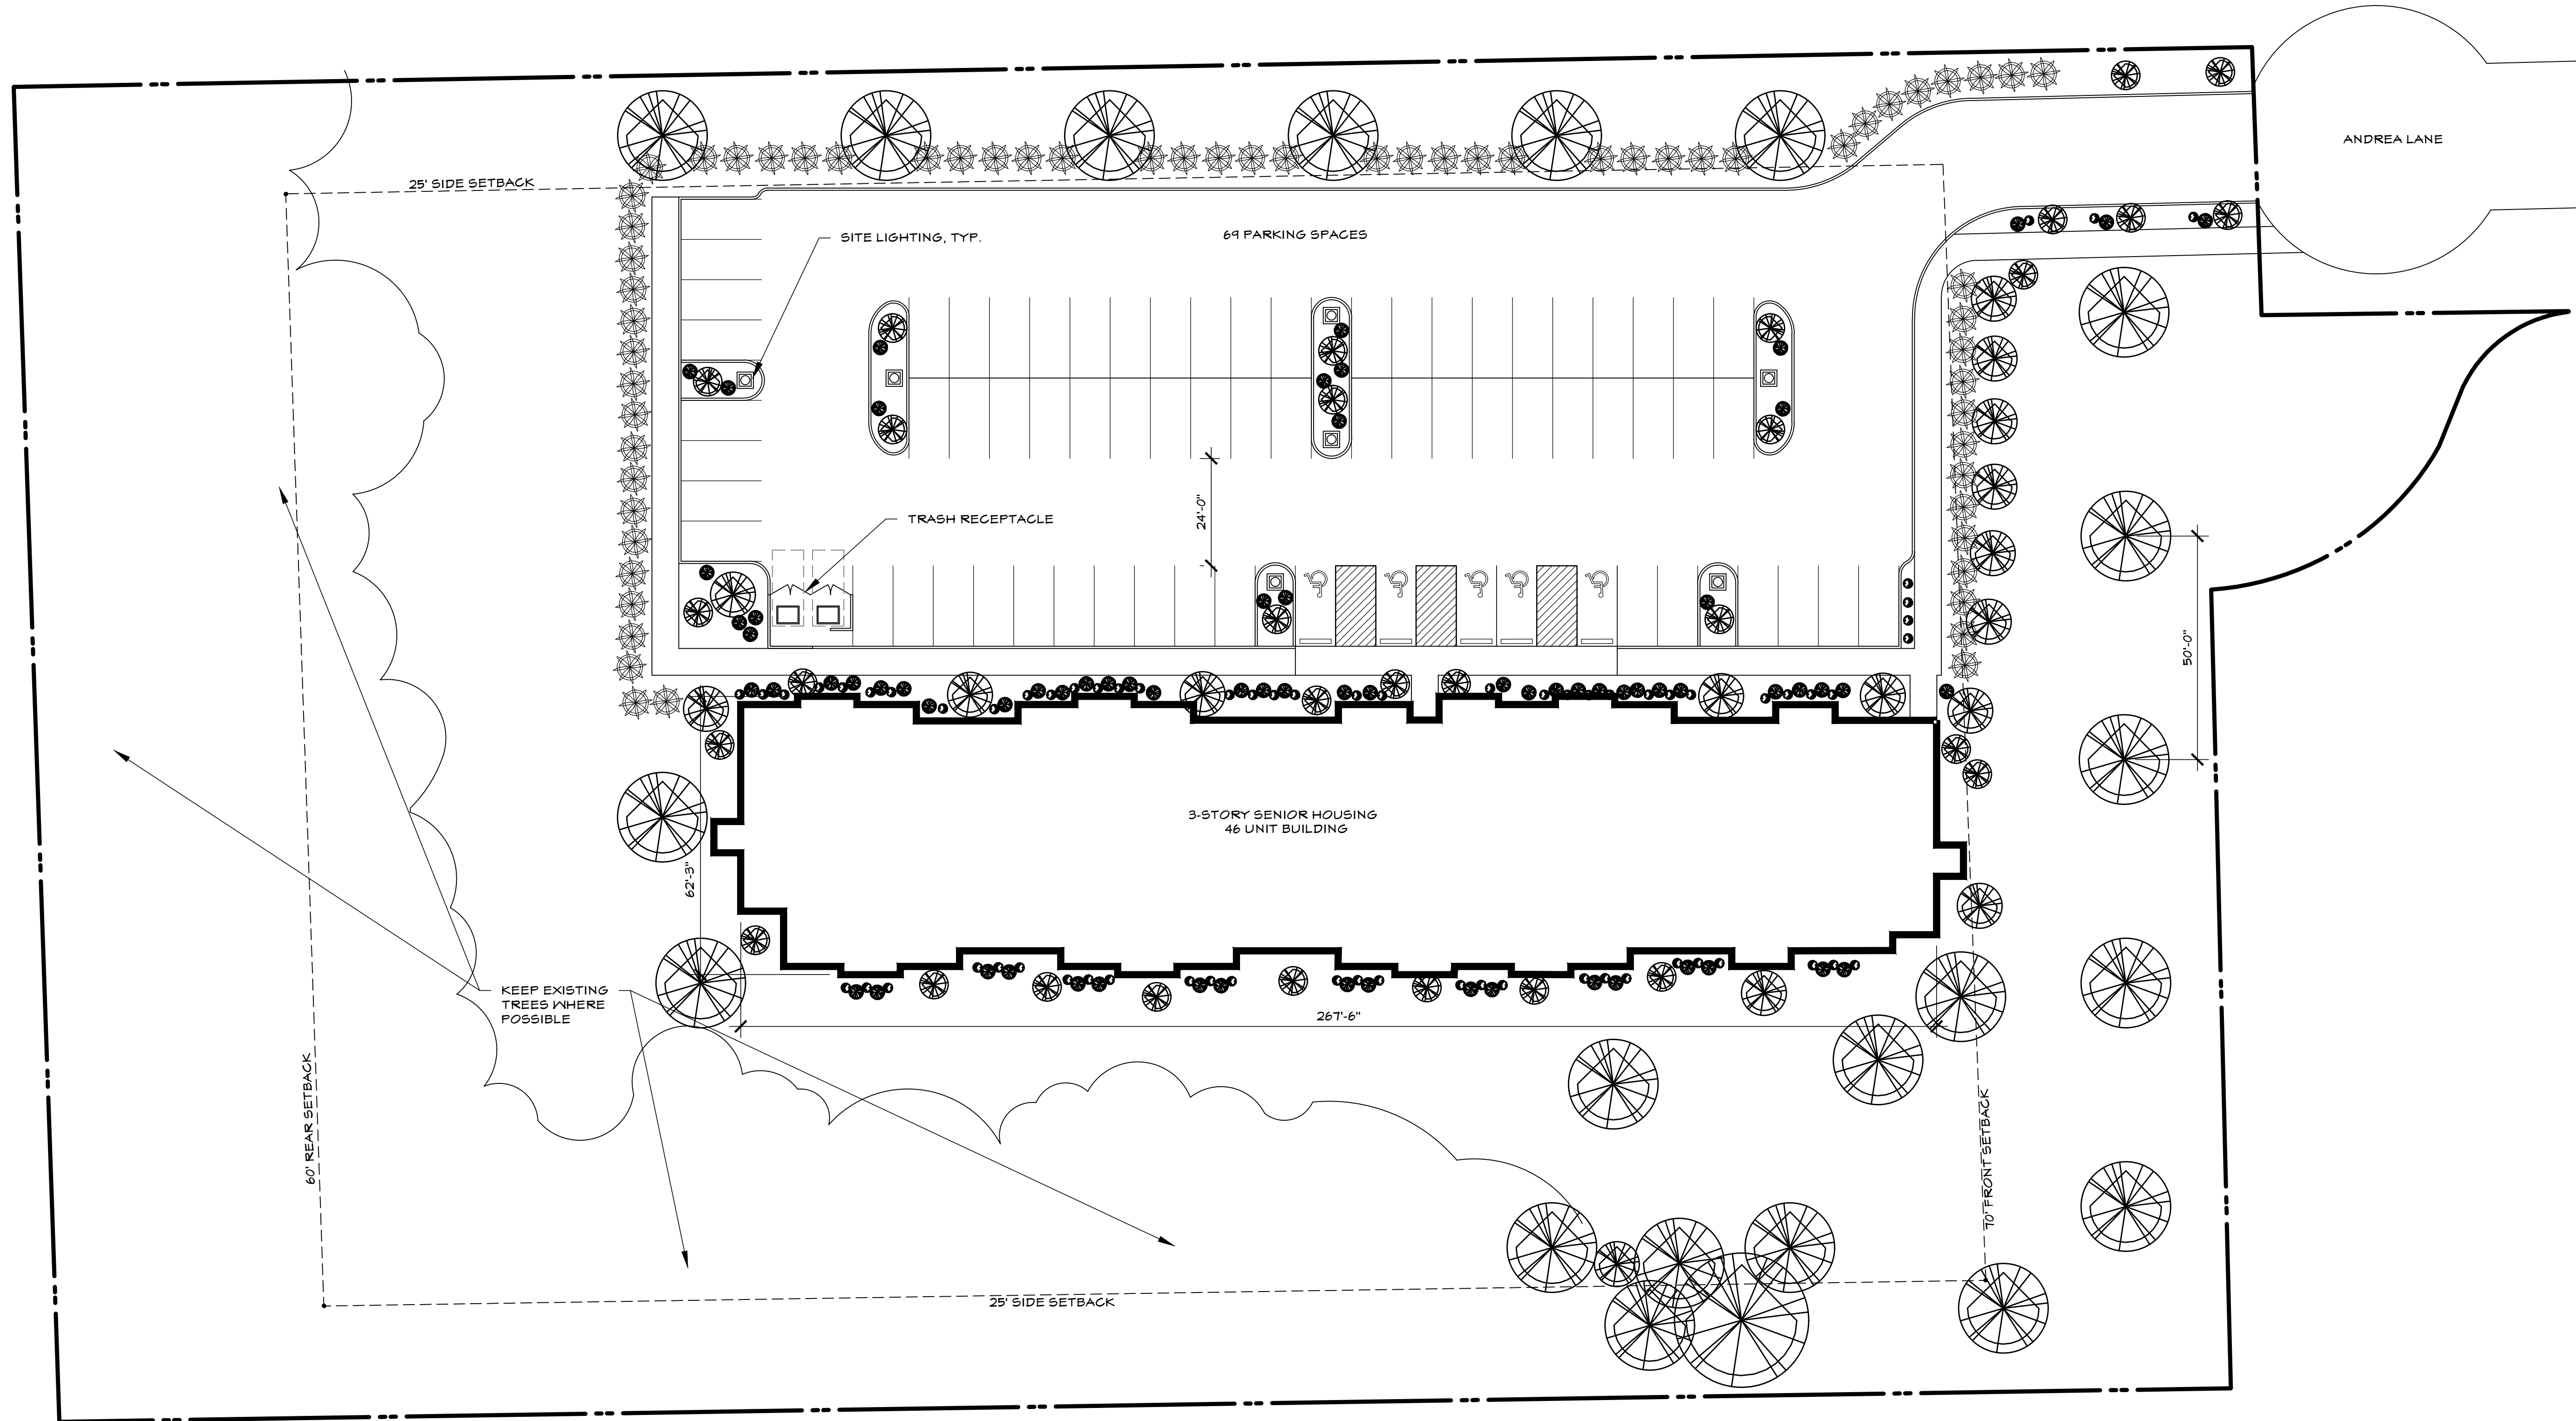 ANDREA LANE
25' SIDE SETBACK
SITE LIGHTING, TYP.
69 PARKING SPACES
TRASH RECEPTACLE
24'-0"
50'-0"
3-STORY SENIOR HOUSING
46 UNIT BUILDING
62'-3"
KEEP EXISTING
TREES WHERE
POSSIBLE
267'-6"
60' REAR SETBACK
70' FRONT SETBACK
25' SIDE SETBACK